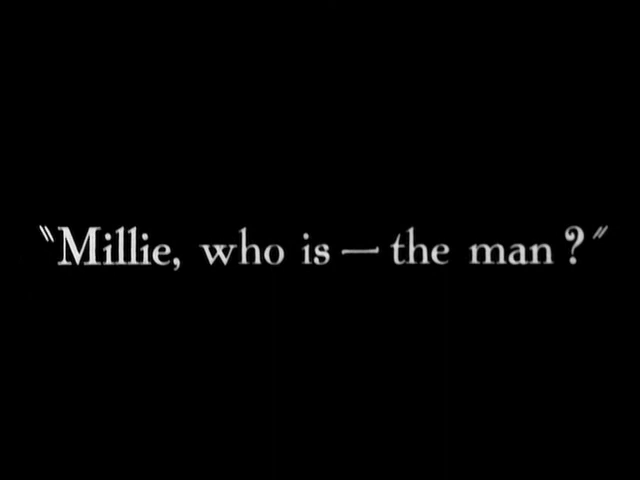 "Millie, who is — the man?"